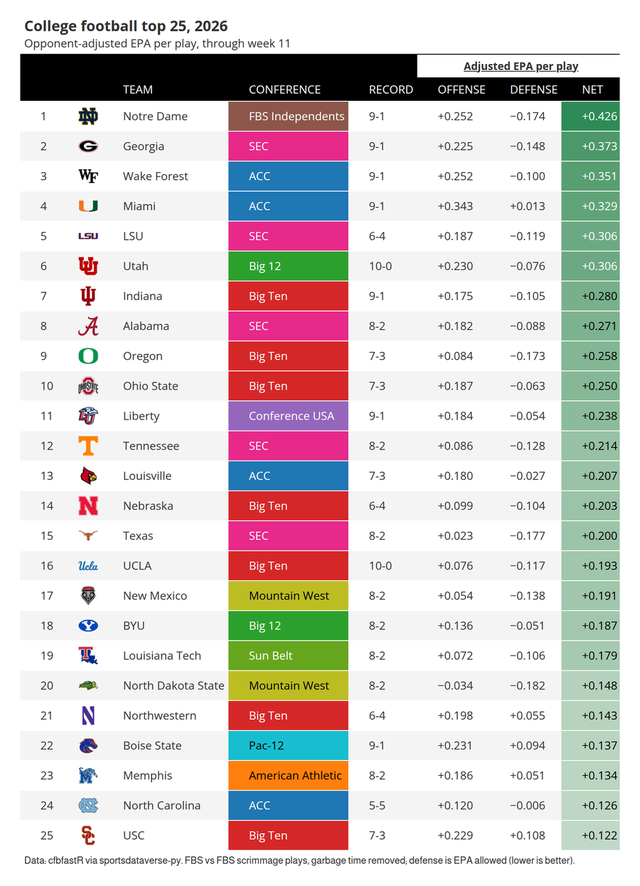 College football top 25, 2026
Opponent-adjusted EPA per play, through week 11
Adjusted EPA per play
TEAM CONFERENCE RECORD OFFENSE DEFENSE NET
1 Notre Dame FBS Independents 9-1 +0.252 −0.174 +0.426
2 Georgia SEC 9-1 +0.225 −0.148 +0.373
3 WF Wake Forest ACC 9-1 +0.252 −0.100 +0.351
4 Miami ACC 9-1 +0.343 +0.013 +0.329
5 LSU LSU SEC 6-4 +0.187 −0.119 +0.306
6 Utah Big 12 10-0 +0.230 −0.076 +0.306
7 Indiana Big Ten 9-1 +0.175 −0.105 +0.280
8 Alabama SEC 8-2 +0.182 −0.088 +0.271
9 Oregon Big Ten 7-3 +0.084 −0.173 +0.258
10 Ohio State Big Ten 7-3 +0.187 −0.063 +0.250
11 Liberty Conference USA 9-1 +0.184 −0.054 +0.238
12 Tennessee SEC 8-2 +0.086 −0.128 +0.214
13 Louisville ACC 7-3 +0.180 −0.027 +0.207
14 N Nebraska Big Ten 6-4 +0.099 −0.104 +0.203
15 Texas SEC 8-2 +0.023 −0.177 +0.200
16 Ucla UCLA Big Ten 10-0 +0.076 −0.117 +0.193
17 New Mexico Mountain West 8-2 +0.054 −0.138 +0.191
18 BYU Big 12 8-2 +0.136 −0.051 +0.187
19 Louisiana Tech Sun Belt 8-2 +0.072 −0.106 +0.179
20 North Dakota State Mountain West 8-2 −0.034 −0.182 +0.148
21 N Northwestern Big Ten 6-4 +0.198 +0.055 +0.143
22 Boise State Pac-12 9-1 +0.231 +0.094 +0.137
23 Memphis American Athletic 8-2 +0.186 +0.051 +0.134
24 North Carolina ACC 5-5 +0.120 −0.006 +0.126
25 SC USC Big Ten 7-3 +0.229 +0.108 +0.122
Data: cfbfastR via sportsdataverse-py. FBS vs FBS scrimmage plays, garbage time removed; defense is EPA allowed (lower is better).